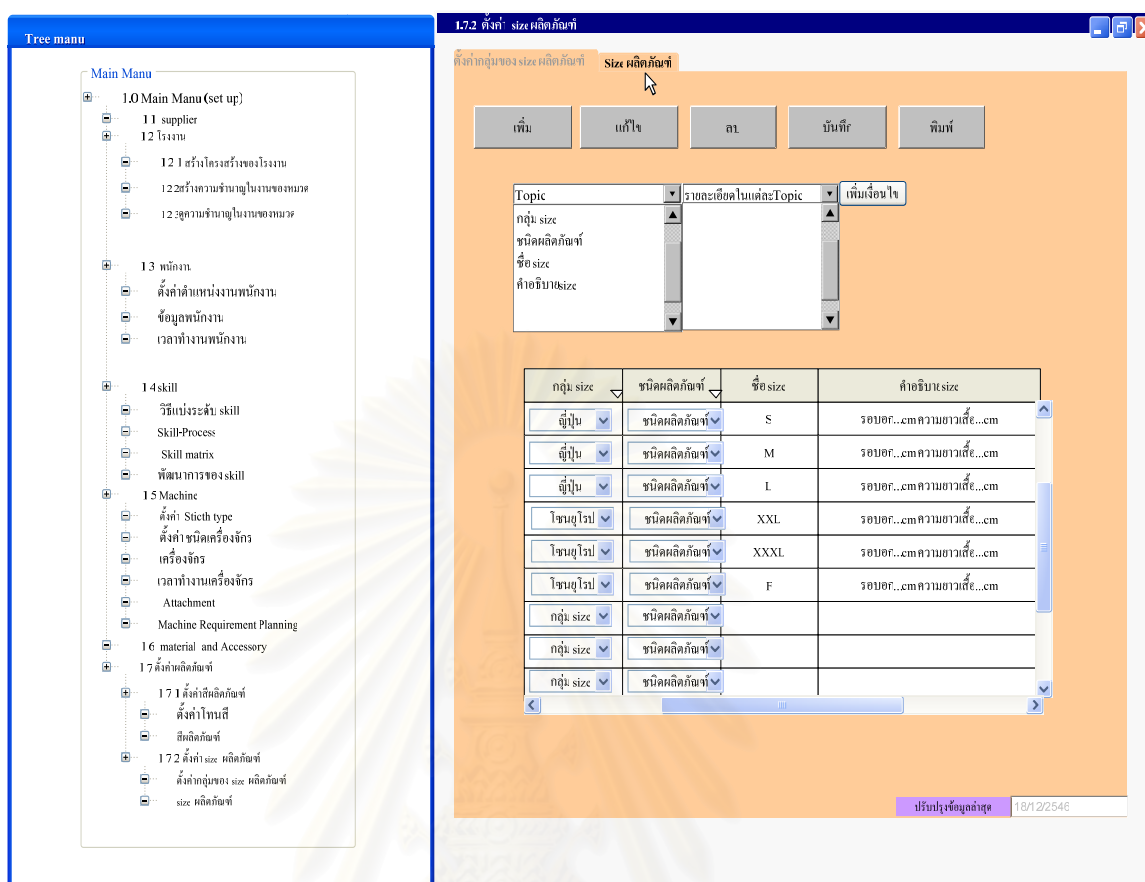 Tree manu
Main Manu
1.0 Main Manu (set up)
1.1 supplier
1.2 โรงงาน
1.2.1 สร้างโครงสร้างของโรงงาน
1.2.2สร้างความชำนาญในงานของหมวด
1.2.3ดูความชำนาญในงานของหมวด
1.3 พนักงาน
ตั้งค่าตำแหน่งงานพนักงาน
ข้อมูลพนักงาน
เวลาทำงานพนักงาน
1.4 skill
วิธีแบ่งระดับ skill
Skill-Process
Skill matrix
พัฒนาการของ skill
1.5 Machine
ตั้งค่า Sticth type
ตั้งค่า ชนิดเครื่องจักร
เครื่องจักร
เวลาทำงานเครื่องจักร
Attachment
Machine Requirement Planning
1.6 material and Accessory
1.7 ตั้งค่าผลิตภัณฑ์
1.7.1 ตั้งค่าสีผลิตภัณฑ์
ตั้งค่าโทนสี
สีผลิตภัณฑ์
1.7.2 ตั้งค่า size ผลิตภัณฑ์
ตั้งค่ากลุ่มของ size ผลิตภัณฑ์
size ผลิตภัณฑ์
1.7.2 ตั้งค่า size ผลิตภัณฑ์
ตั้งค่ากลุ่มของ size ผลิตภัณฑ์ Size ผลิตภัณฑ์
เพิ่ม แก้ไข ลบ บันทึก พิมพ์
Topic รายละเอียดในแต่ละTopic เพิ่มเงื่อนไข
กลุ่ม size
ชนิดผลิตภัณฑ์
ชื่อ size
คำอธิบายsize
กลุ่ม size ชนิดผลิตภัณฑ์ ชื่อ size คำอธิบาย size
ญี่ปุ่น ชนิดผลิตภัณฑ์ S รอบอก...cm ความยาวเสื้อ...cm
ญี่ปุ่น ชนิดผลิตภัณฑ์ M รอบอก...cm ความยาวเสื้อ...cm
ญี่ปุ่น ชนิดผลิตภัณฑ์ L รอบอก...cm ความยาวเสื้อ...cm
โซนยุโรป ชนิดผลิตภัณฑ์ XXL รอบอก...cm ความยาวเสื้อ...cm
โซนยุโรป ชนิดผลิตภัณฑ์ XXXL รอบอก...cm ความยาวเสื้อ...cm
โซนยุโรป ชนิดผลิตภัณฑ์ F รอบอก...cm ความยาวเสื้อ...cm
กลุ่ม size ชนิดผลิตภัณฑ์
กลุ่ม size ชนิดผลิตภัณฑ์
กลุ่ม size ชนิดผลิตภัณฑ์
ปรับปรุงข้อมูลล่าสุด 18/12/2546